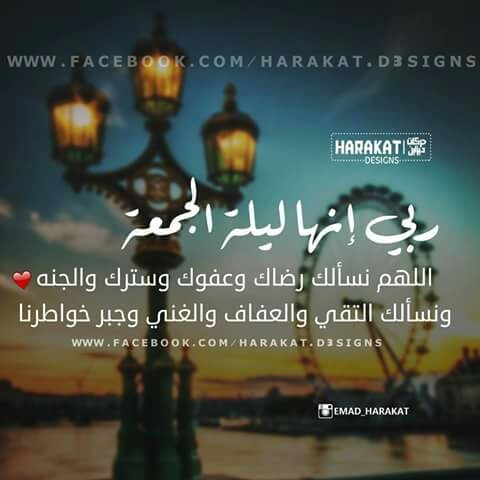 WWW.FACEBOOK.COM/HARAKAT.D3SIGNS
HARAKAT
DESIGNS
ربي إنها ليلة الجمعة
اللهم نسألك رضاك وعفوك وسترك والجنه
ونسألك التقي والعفاف والغني وجبر خواطرنا
WWW.FACEBOOK.COM/HARAKAT.D3SIGNS
EMAD_HARAKAT